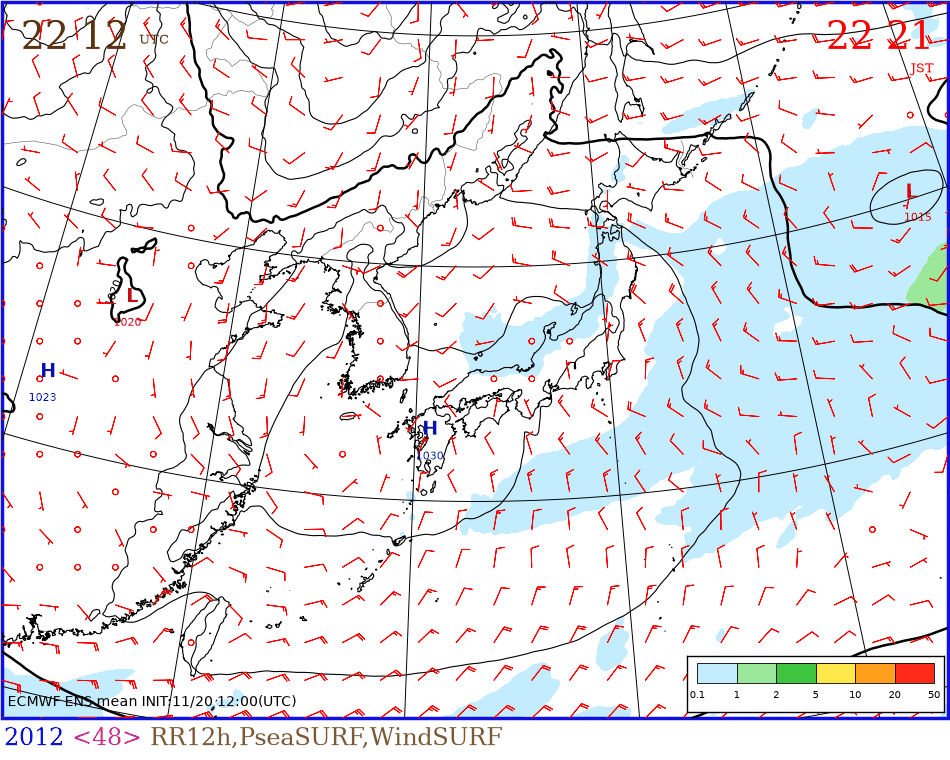 22 12 UTC
22 21
JST
L
1015
1020
L
1020
H
1023
H
1030
0.1 1 2 5 10 20 50
ECMWF ENS mean INIT:11/20 12:00(UTC)
2012 <48> RR12h,PseaSURF,WindSURF